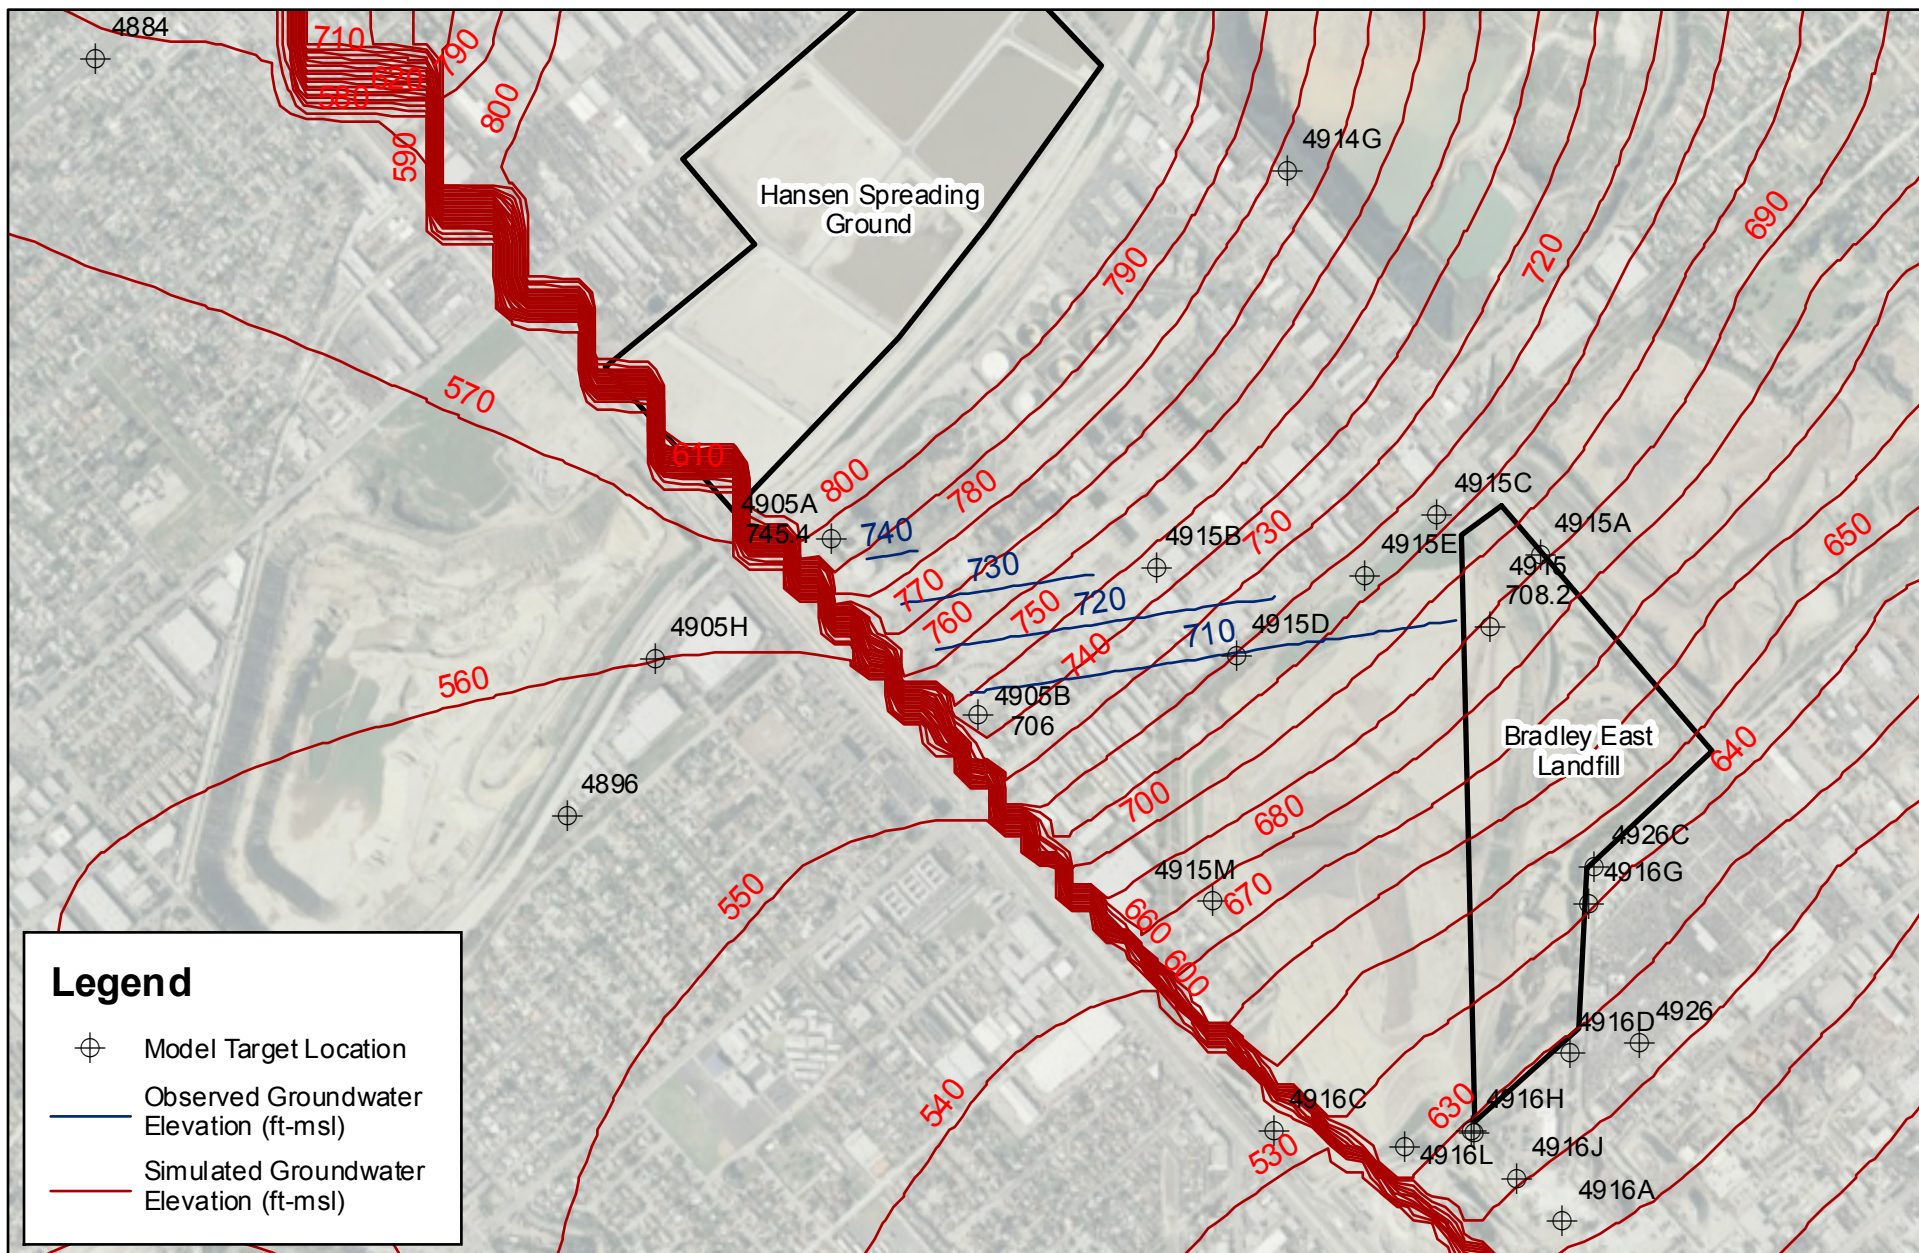 4884
710
790
620
580
800
590
4914G
Hansen Spreading
Ground
690
720
790
570
610
800
780
4905A
745.4
740
730
4915B
730
4915C
4915E
4915A
4915
708.2
650
770
760
750
720
740
710
4915D
4905H
560
4905B
706
Bradley East
Landfill
640
4896
700
680
4926C
4916G
550
4915M
670
660
600
4916D
4926
540
4916C
630
4916H
530
4916L
4916J
4916A
Legend
Model Target Location
Observed Groundwater
Elevation (ft-msl)
Simulated Groundwater
Elevation (ft-msl)